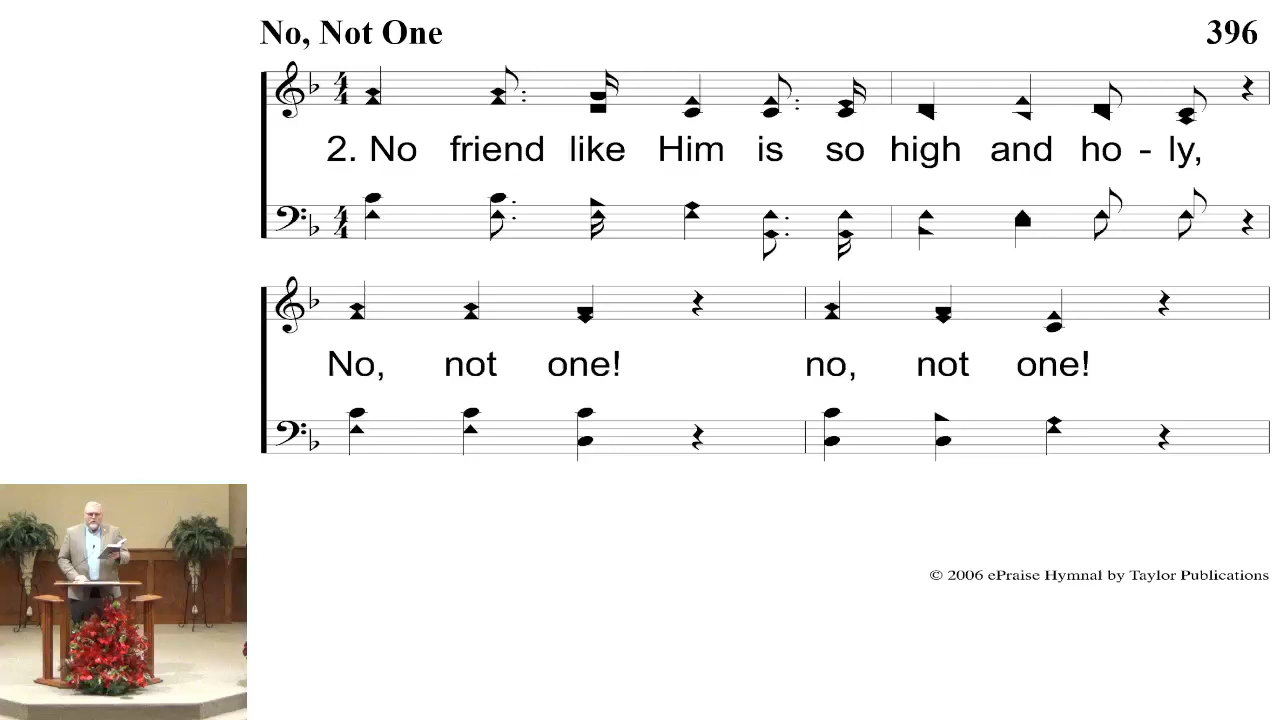 No, Not One 396
2. No friend like Him is so high and ho - ly,
No, not one! no, not one!
© 2006 ePraise Hymnal by Taylor Publications